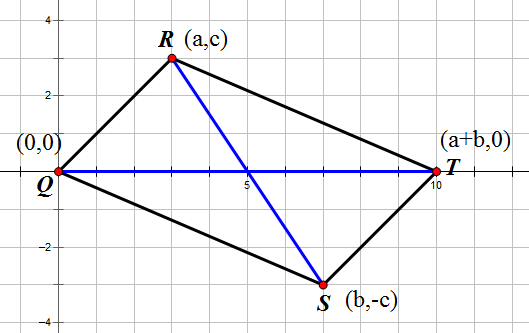 4
R (a,c)
2
(0,0)
(a+b,0)
Q
T
5
10
−2
S (b,-c)
−4